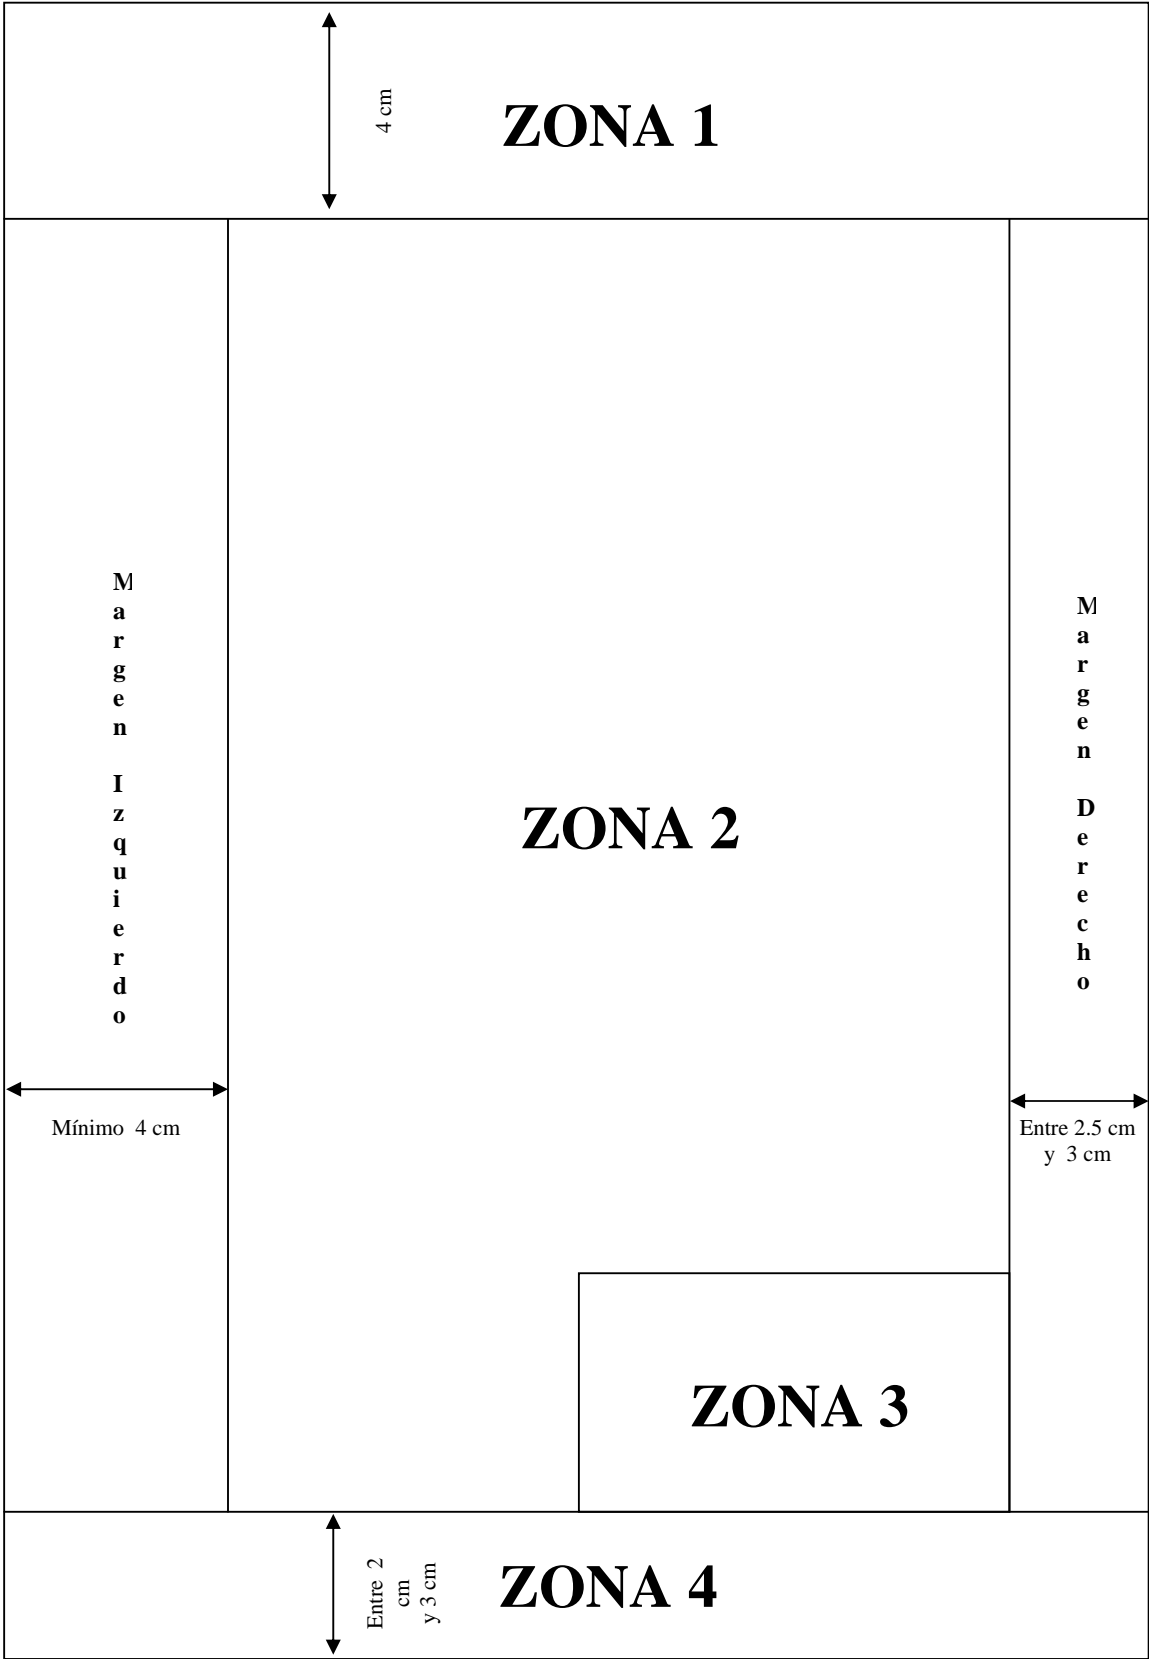 4 cm
ZONA 1
Margen Izquierdo
Margen Derecho
ZONA 2
Mínimo 4 cm
Entre 2.5 cm
y 3 cm
ZONA 3
Entre 2
cm
y 3 cm
ZONA 4